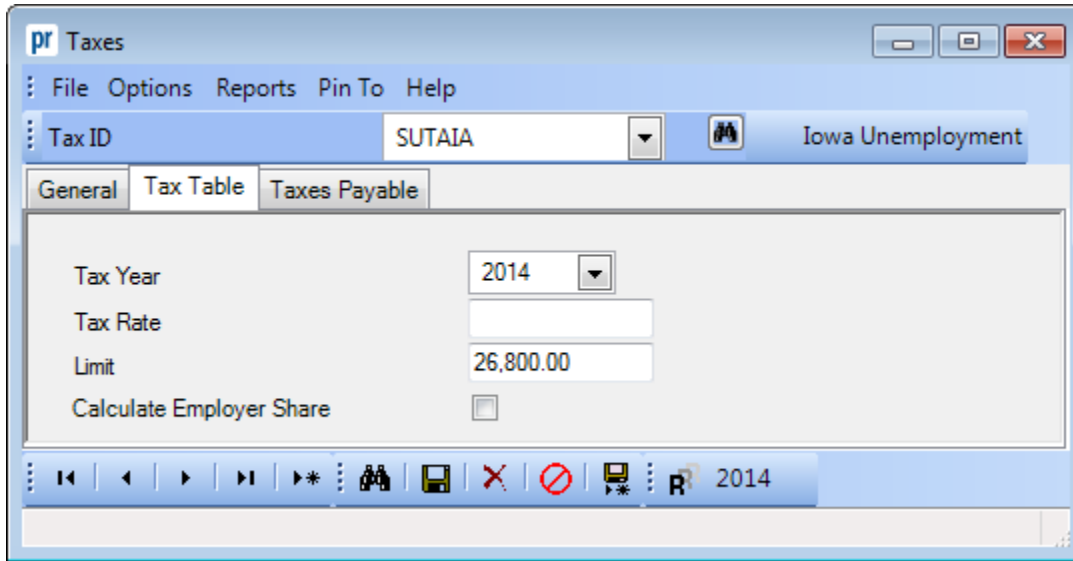 pr Taxes
File Options Reports Pin To Help
Tax ID SUTAIA Iowa Unemployment
General Tax Table Taxes Payable
Tax Year 2014
Tax Rate
Limit 26,800.00
Calculate Employer Share
R 2014